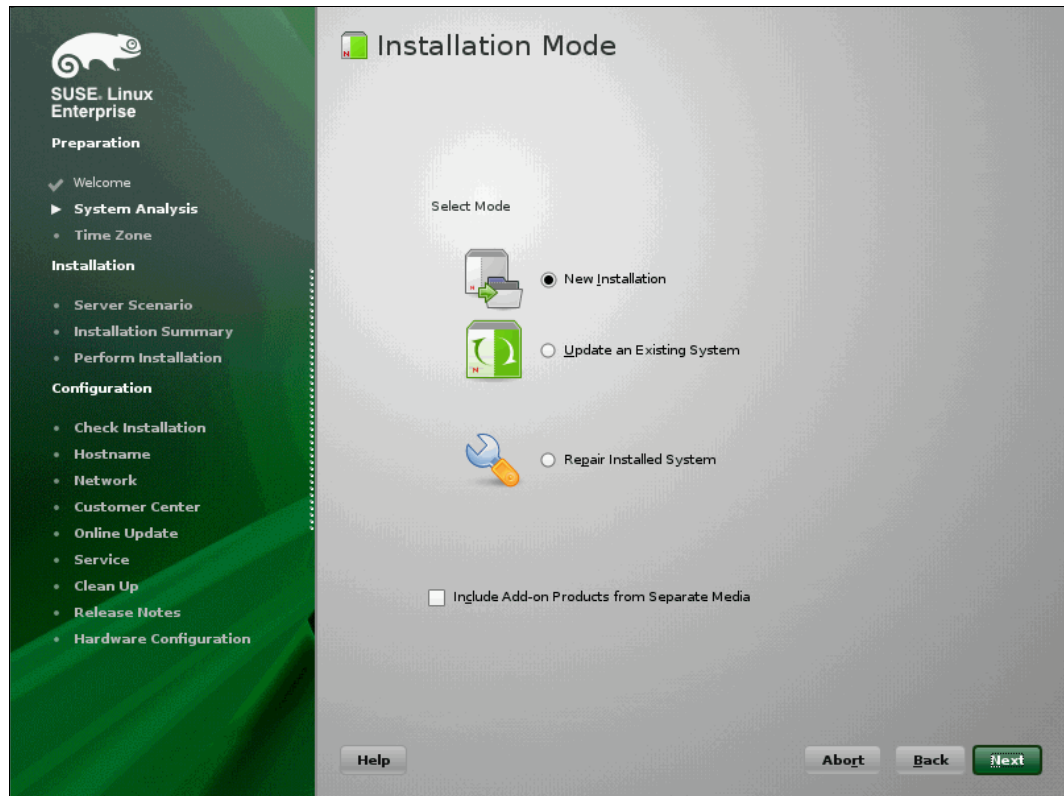 SUSE. Linux
Enterprise
Preparation
Welcome
System Analysis
Time Zone
Installation
Server Scenario
Installation Summary
Perform Installation
Configuration
Check Installation
Hostname
Network
Customer Center
Online Update
Service
Clean Up
Release Notes
Hardware Configuration
Installation Mode
Select Mode
New Installation
Update an Existing System
Repair Installed System
Include Add-on Products from Separate Media
Help
Abort
Back
Next